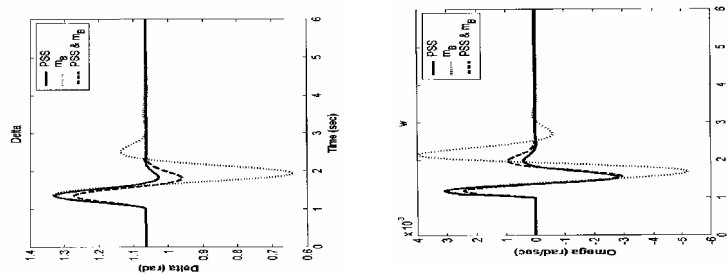 Delta
PSS
m_B
PSS & m_B
1.4
1.3
1.2
1.1
1
0.9
0.8
0.7
0.6
Delta (rad)
0
1
2
3
4
5
6
Time (sec)
x10^3
w
PSS
m_B
PSS & m_B
4
3
2
1
0
-1
-2
-3
-4
-5
-6
Omega (rad/sec)
0
1
2
3
4
5
6